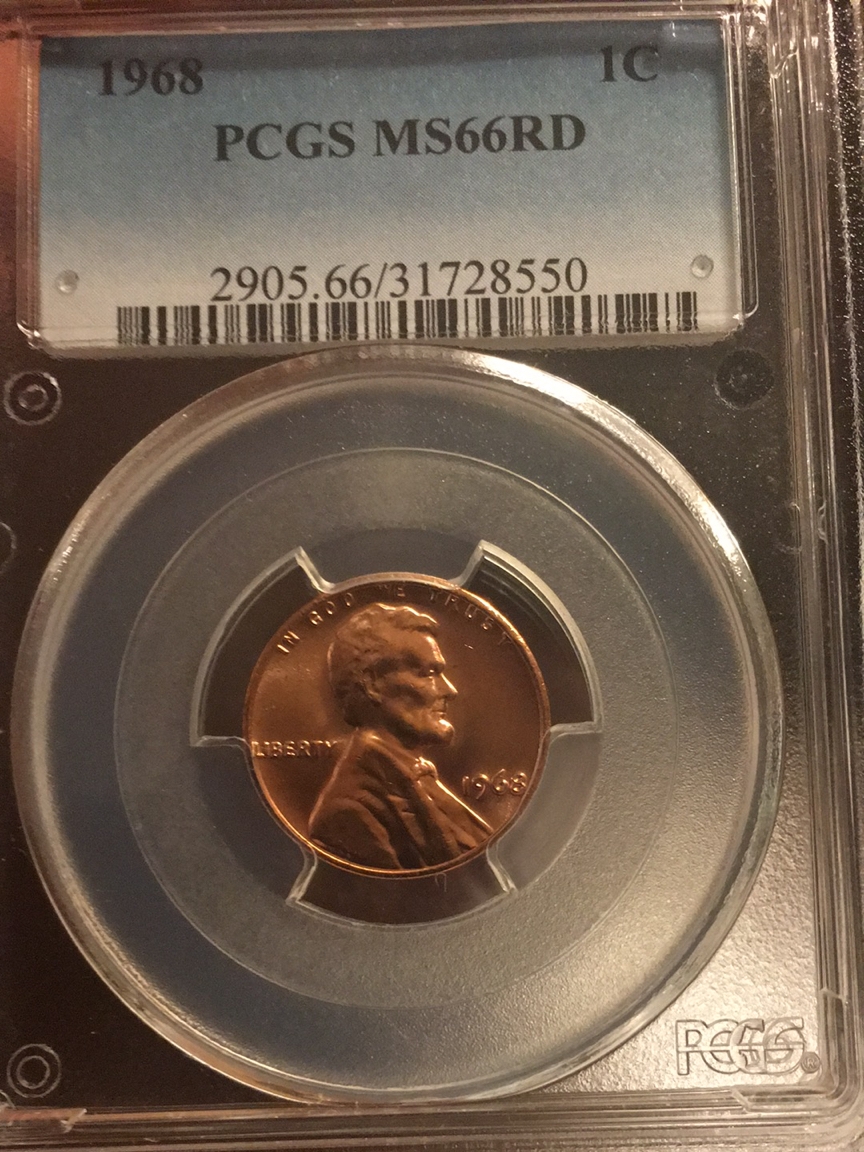 1968 1C
PCGS MS66RD
2905.66/31728550
IN GOD WE TRUST
LIBERTY
1968
PCGS®